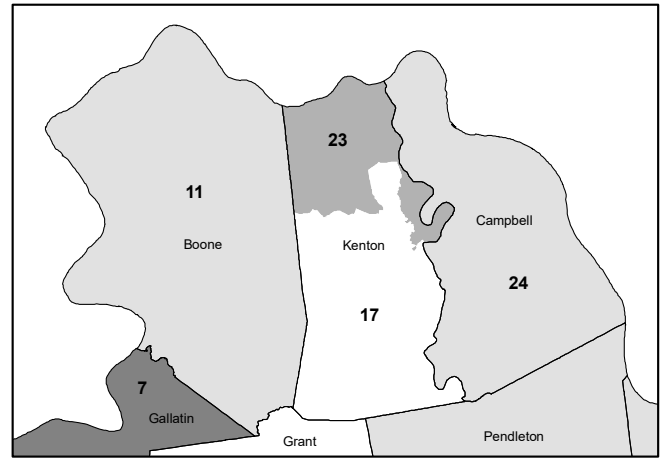 23
11
Campbell
Boone
Kenton
24
17
7
Gallatin
Grant
Pendleton